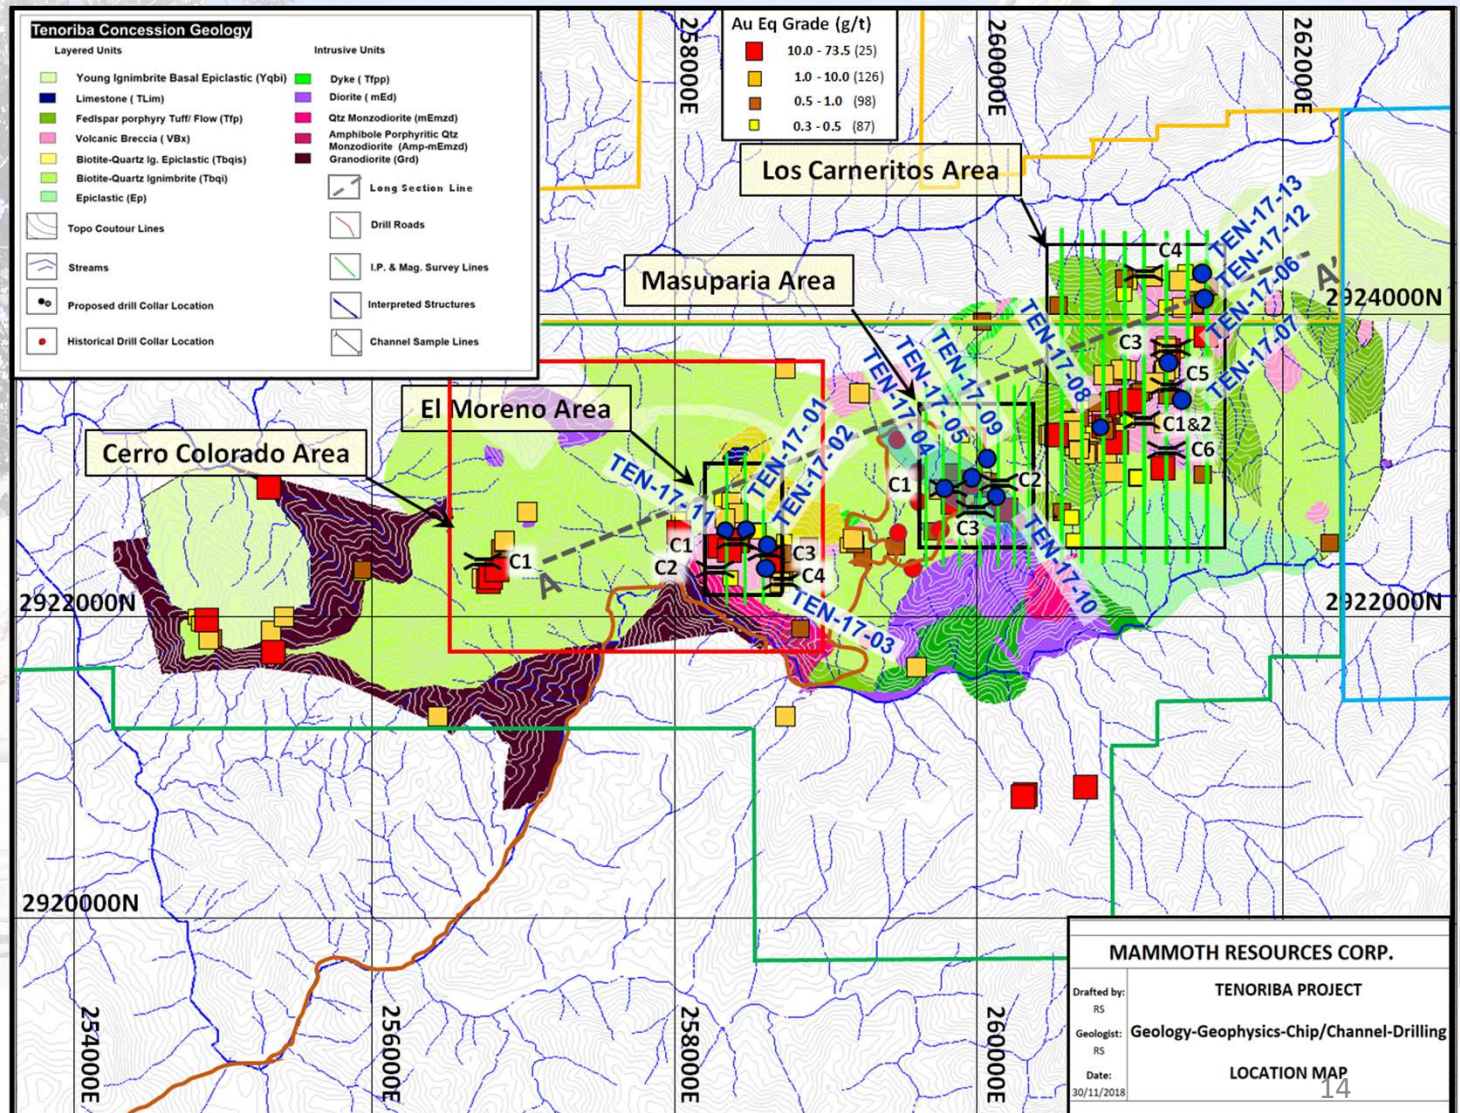 Tenoriba Concession Geology
Layered Units
Intrusive Units
Young Ignimbrite Basal Epiclastic (Yqbi)
Limestone ( TLim)
Fedlspar porphyry Tuff/ Flow (Tfp)
Volcanic Breccia ( VBx)
Biotite-Quartz Ig. Epiclastic (Tbqis)
Biotite-Quartz Ignimbrite (Tbqi)
Epiclastic (Ep)
Dyke ( Tfpp)
Diorite ( mEd)
Qtz Monzodiorite (mEmzd)
Amphibole Porphyritic Qtz
Monzodiorite (Amp-mEmzd)
Granodiorite (Grd)
Long Section Line
Topo Coutour Lines
Drill Roads
Streams
I.P. & Mag. Survey Lines
Proposed drill Collar Location
Interpreted Structures
Historical Drill Collar Location
Channel Sample Lines
Au Eq Grade (g/t)
10.0 - 73.5 (25)
1.0 - 10.0 (126)
0.5 - 1.0 (98)
0.3 - 0.5 (87)
258000E
260000E
262000E
Los Carneritos Area
Masuparia Area
El Moreno Area
Cerro Colorado Area
TEN-17-13
TEN-17-12
TEN-17-06
TEN-17-07
TEN-17-08
TEN-17-09
TEN-17-05
TEN-17-04
TEN-17-01
TEN-17-02
TEN-17-11
TEN-17-03
TEN-17-10
A'
A
2924000N
C4
C3
C5
C1&2
C6
C1
C2
C3
C1
C2
C3
C4
C1
2922000N
2922000N
2920000N
254000E
256000E
258000E
260000E
MAMMOTH RESOURCES CORP.
Drafted by:
RS
TENORIBA PROJECT
Geologist:
RS
Geology-Geophysics-Chip/Channel-Drilling
Date:
30/11/2018
LOCATION MAP
14